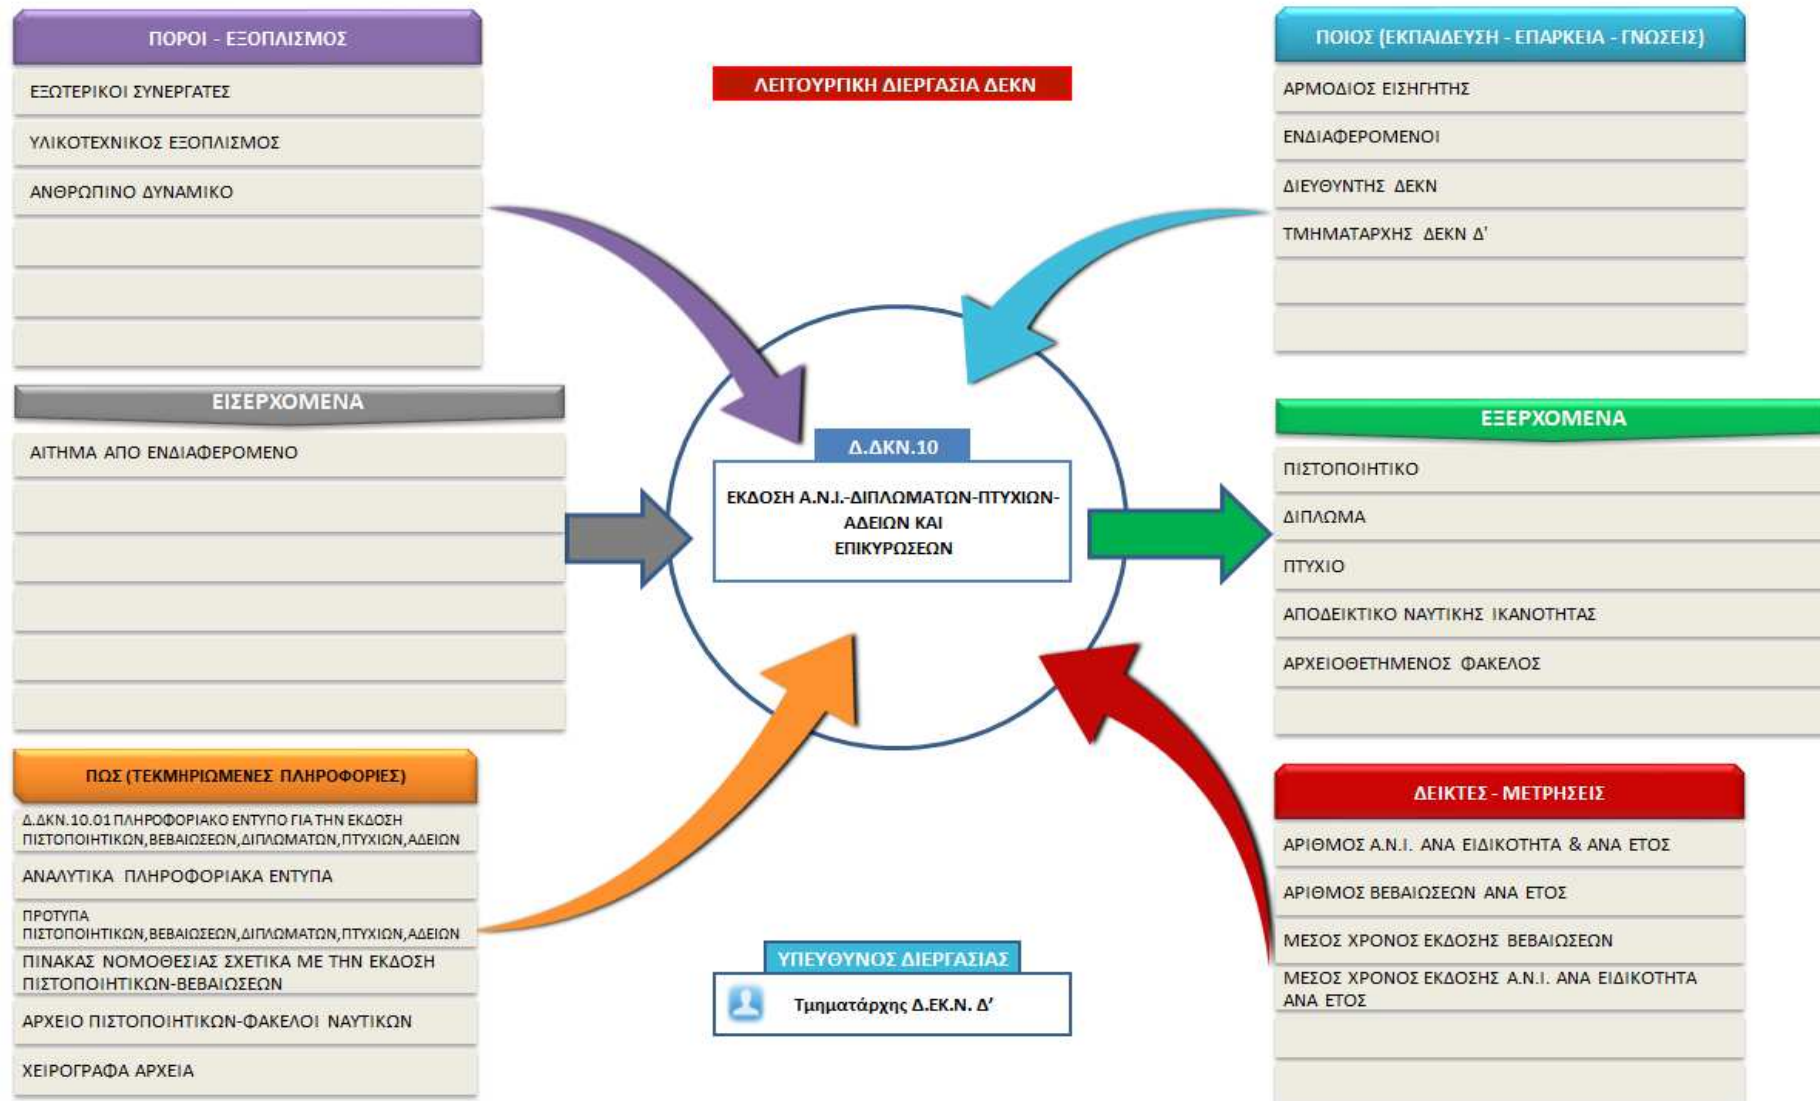 ΠΟΡΟΙ - ΕΞΟΠΛΙΣΜΟΣ
ΕΞΩΤΕΡΙΚΟΙ ΣΥΝΕΡΓΑΤΕΣ
ΥΛΙΚΟΤΕΧΝΙΚΟΣ ΕΞΟΠΛΙΣΜΟΣ
ΑΝΘΡΩΠΙΝΟ ΔΥΝΑΜΙΚΟ
ΛΕΙΤΟΥΡΓΙΚΗ ΔΙΕΡΓΑΣΙΑ ΔΕΚΝ
ΠΟΙΟΣ (ΕΚΠΑΙΔΕΥΣΗ - ΕΠΑΡΚΕΙΑ - ΓΝΩΣΕΙΣ)
ΑΡΜΟΔΙΟΣ ΕΙΣΗΓΗΤΗΣ
ΕΝΔΙΑΦΕΡΟΜΕΝΟΙ
ΔΙΕΥΘΥΝΤΗΣ ΔΕΚΝ
ΤΜΗΜΑΤΑΡΧΗΣ ΔΕΚΝ Δ'
ΕΙΣΕΡΧΟΜΕΝΑ
ΑΙΤΗΜΑ ΑΠΟ ΕΝΔΙΑΦΕΡΟΜΕΝΟ
Δ.ΔΚΝ.10
ΕΚΔΟΣΗ Α.Ν.Ι.-ΔΙΠΛΩΜΑΤΩΝ-ΠΤΥΧΙΩΝ-
ΑΔΕΙΩΝ ΚΑΙ
ΕΠΙΚΥΡΩΣΕΩΝ
ΕΞΕΡΧΟΜΕΝΑ
ΠΙΣΤΟΠΟΙΗΤΙΚΟ
ΔΙΠΛΩΜΑ
ΠΤΥΧΙΟ
ΑΠΟΔΕΙΚΤΙΚΟ ΝΑΥΤΙΚΗΣ ΙΚΑΝΟΤΗΤΑΣ
ΑΡΧΕΙΟΘΕΤΗΜΕΝΟΣ ΦΑΚΕΛΟΣ
ΠΩΣ (ΤΕΚΜΗΡΙΩΜΕΝΕΣ ΠΛΗΡΟΦΟΡΙΕΣ)
Δ.ΔΚΝ.10.01 ΠΛΗΡΟΦΟΡΙΑΚΟ ΕΝΤΥΠΟ ΓΙΑ ΤΗΝ ΕΚΔΟΣΗ
ΠΙΣΤΟΠΟΙΗΤΙΚΩΝ,ΒΕΒΑΙΩΣΕΩΝ,ΔΙΠΛΩΜΑΤΩΝ,ΠΤΥΧΙΩΝ,ΑΔΕΙΩΝ
ΑΝΑΛΥΤΙΚΑ ΠΛΗΡΟΦΟΡΙΑΚΑ ΕΝΤΥΠΑ
ΠΡΟΤΥΠΑ
ΠΙΣΤΟΠΟΙΗΤΙΚΩΝ,ΒΕΒΑΙΩΣΕΩΝ,ΔΙΠΛΩΜΑΤΩΝ,ΠΤΥΧΙΩΝ,ΑΔΕΙΩΝ
ΠΙΝΑΚΑΣ ΝΟΜΟΘΕΣΙΑΣ ΣΧΕΤΙΚΑ ΜΕ ΤΗΝ ΕΚΔΟΣΗ
ΠΙΣΤΟΠΟΙΗΤΙΚΩΝ-ΒΕΒΑΙΩΣΕΩΝ
ΑΡΧΕΙΟ ΠΙΣΤΟΠΟΙΗΤΙΚΩΝ-ΦΑΚΕΛΟΙ ΝΑΥΤΙΚΩΝ
ΧΕΙΡΟΓΡΑΦΑ ΑΡΧΕΙΑ
ΥΠΕΥΘΥΝΟΣ ΔΙΕΡΓΑΣΙΑΣ
Τμηματάρχης Δ.ΕΚ.Ν. Δ’
ΔΕΙΚΤΕΣ - ΜΕΤΡΗΣΕΙΣ
ΑΡΙΘΜΟΣ Α.Ν.Ι. ΑΝΑ ΕΙΔΙΚΟΤΗΤΑ & ΑΝΑ ΕΤΟΣ
ΑΡΙΘΜΟΣ ΒΕΒΑΙΩΣΕΩΝ ΑΝΑ ΕΤΟΣ
ΜΕΣΟΣ ΧΡΟΝΟΣ ΕΚΔΟΣΗΣ ΒΕΒΑΙΩΣΕΩΝ
ΜΕΣΟΣ ΧΡΟΝΟΣ ΕΚΔΟΣΗΣ Α.Ν.Ι. ΑΝΑ ΕΙΔΙΚΟΤΗΤΑ
ΑΝΑ ΕΤΟΣ